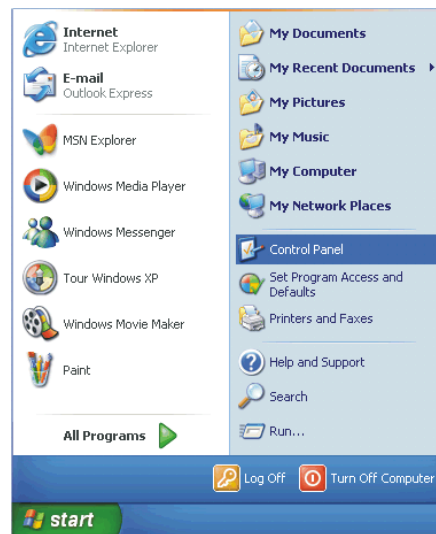 Internet
Internet Explorer
E-mail
Outlook Express
MSN Explorer
Windows Media Player
Windows Messenger
Tour Windows XP
Windows Movie Maker
Paint
All Programs
My Documents
My Recent Documents
My Pictures
My Music
My Computer
My Network Places
Control Panel
Set Program Access and
Defaults
Printers and Faxes
Help and Support
Search
Run...
Log Off
Turn Off Computer
start